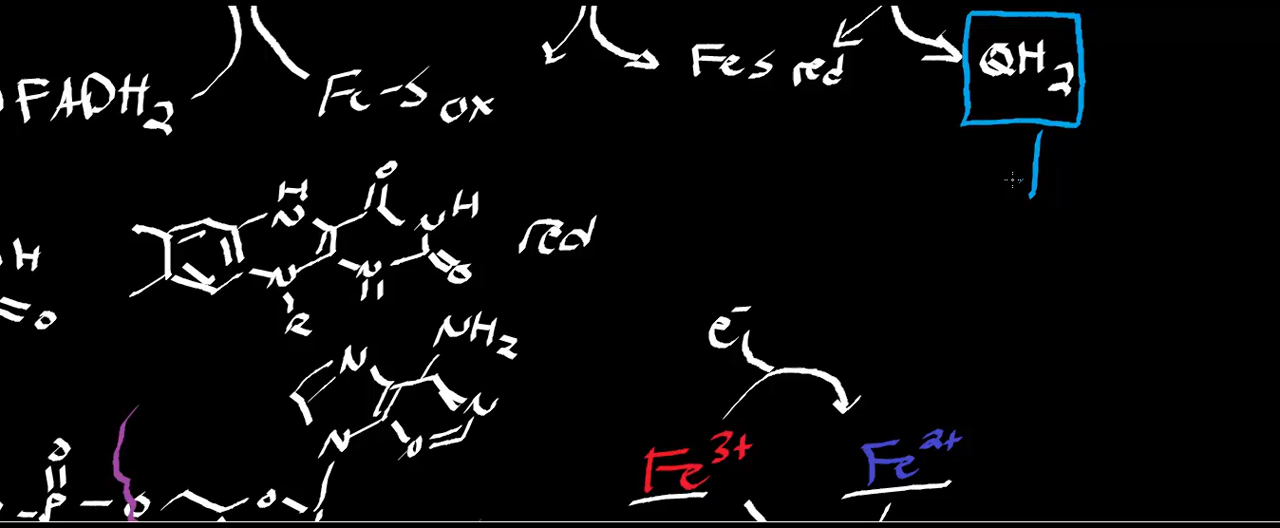 FADH2 Fe-S ox Fe S red QH2
H O
N N H red
H
O N N O
R
NH2 e-
N N
N
O Fe3+ Fe2+
P O O